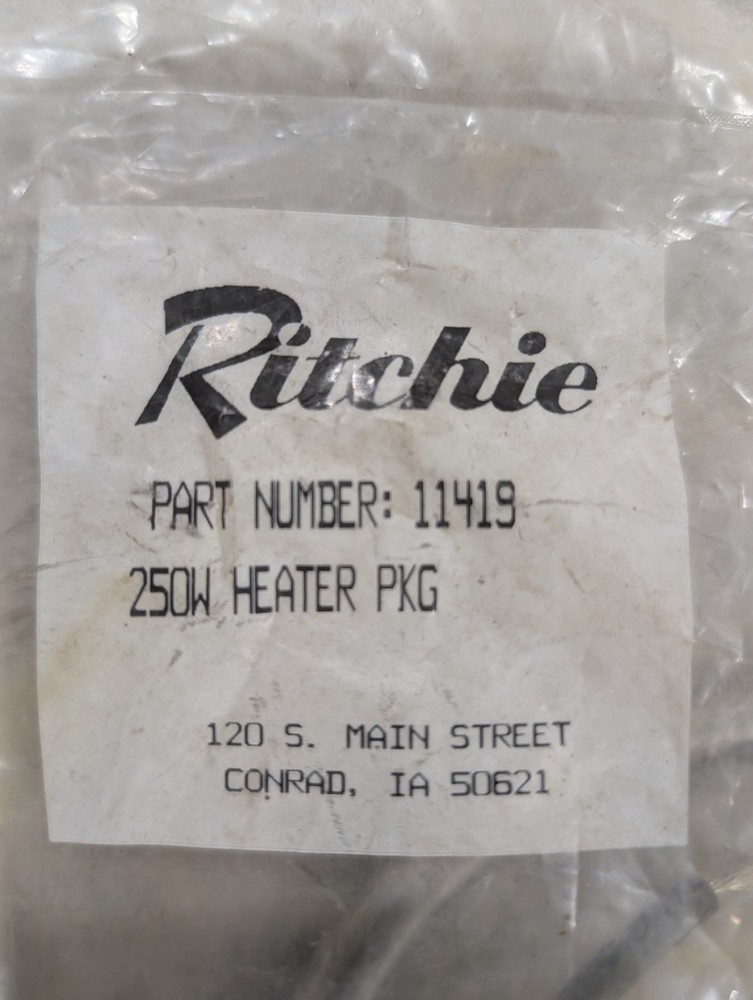 Ritchie
PART NUMBER: 11419
250W HEATER PKG
120 S. MAIN STREET
CONRAD, IA 50621